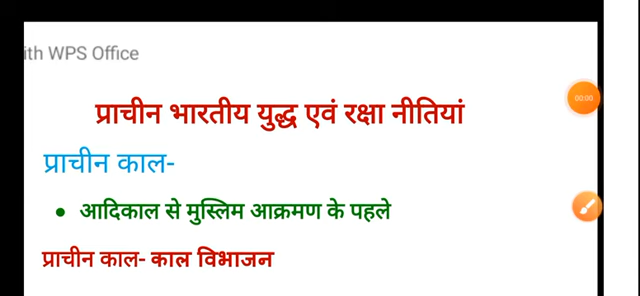 ith WPS Office
00:00
प्राचीन भारतीय युद्ध एवं रक्षा नीतियां
प्राचीन काल-
• आदिकाल से मुस्लिम आक्रमण के पहले
प्राचीन काल- काल विभाजन